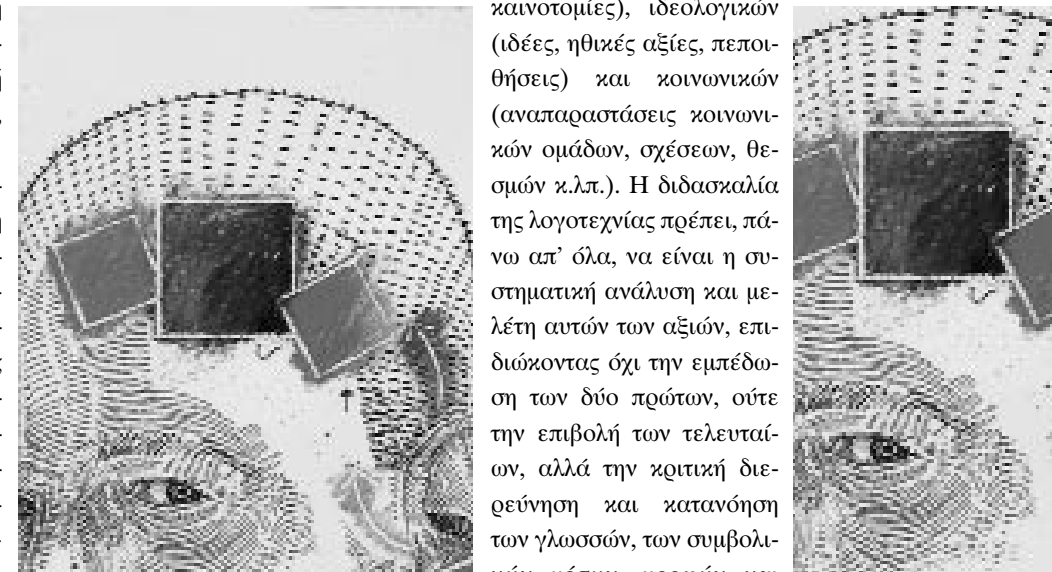 καινοτομίες), ιδεολογικών
(ιδέες, ηθικές αξίες, πεποι-
θήσεις) και κοινωνικών
(αναπαραστάσεις κοινωνι-
κών ομάδων, σχέσεων, θε-
σμών κ.λπ.). Η διδασκαλία
της λογοτεχνίας πρέπει, πά-
νω απ' όλα, να είναι η συ-
στηματική ανάλυση και με-
λέτη αυτών των αξιών, επι-
διώκοντας όχι την εμπέδω-
ση των δύο πρώτων, ούτε
την επιβολή των τελευταί-
ων, αλλά την κριτική διε-
ρεύνηση και κατανόηση
των γλωσσών, των συμβολι-